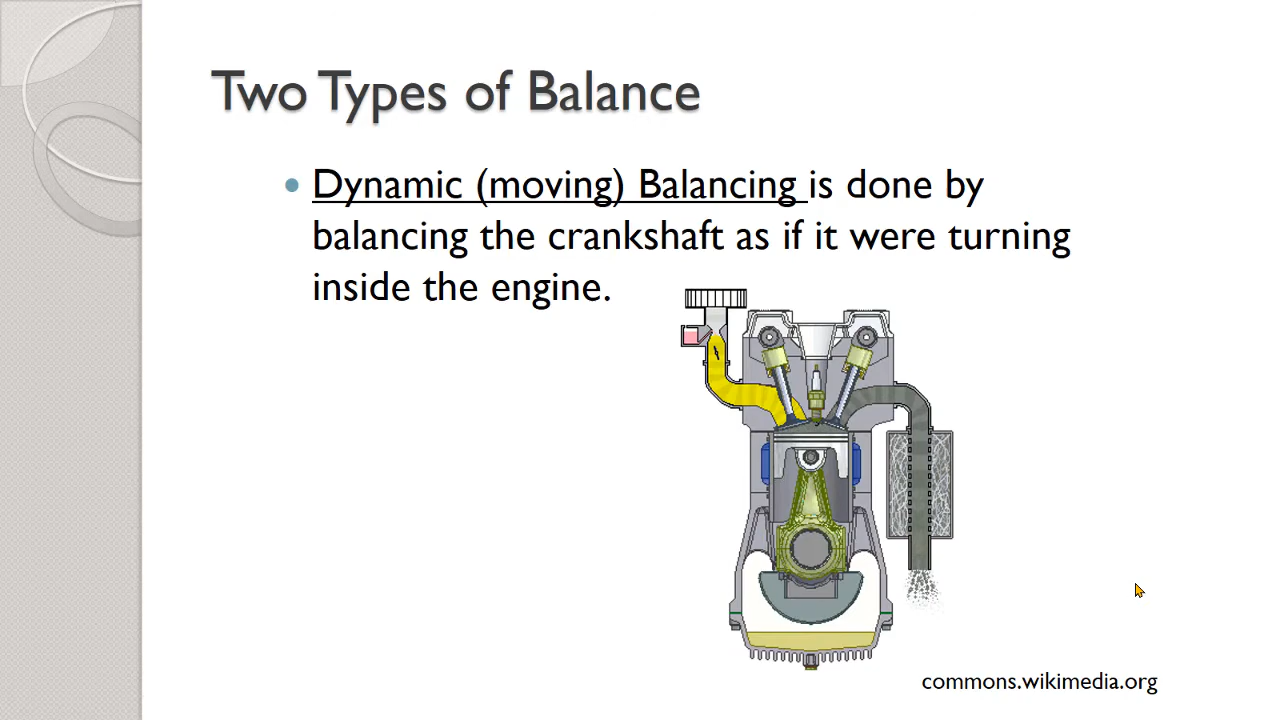 Two Types of Balance
Dynamic (moving) Balancing is done by
balancing the crankshaft as if it were turning
inside the engine.
commons.wikimedia.org